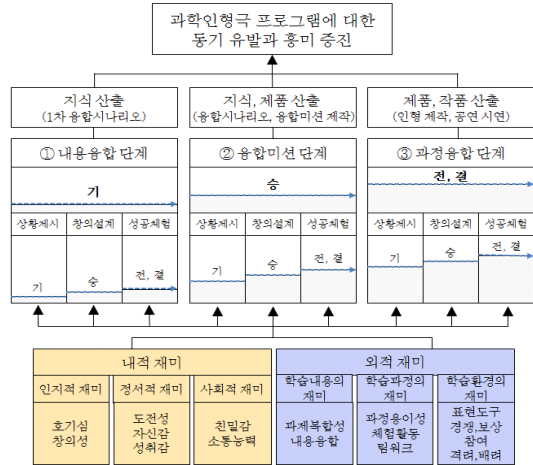 과학인형극 프로그램에 대한
동기 유발과 흥미 증진
지식 산출
(1차 융합시나리오)
지식, 제품 산출
(융합시나리오, 융합미션 제작)
제품, 작품 산출
(인형 제작, 공연 시연)
① 내용융합 단계
② 융합미션 단계
③ 과정융합 단계
기
승
전, 결
상황제시
창의설계
성공체험
상황제시
창의설계
성공체험
상황제시
창의설계
성공체험
기
승
전, 결
기
승
전, 결
기
승
전, 결
내적 재미
외적 재미
인지적 재미
정서적 재미
사회적 재미
학습내용의
재미
학습과정의
재미
학습환경의
재미
호기심
창의성
도전성
자신감
성취감
친밀감
소통능력
과제복합성
내용융합
과정용이성
체험활동
팀워크
표현도구
경쟁,보상
참여
격려,배려